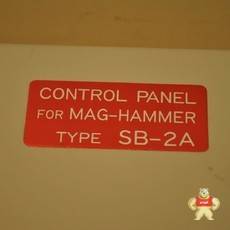 CONTROL PANEL
FOR MAG-HAMMER
TYPE SB-2A